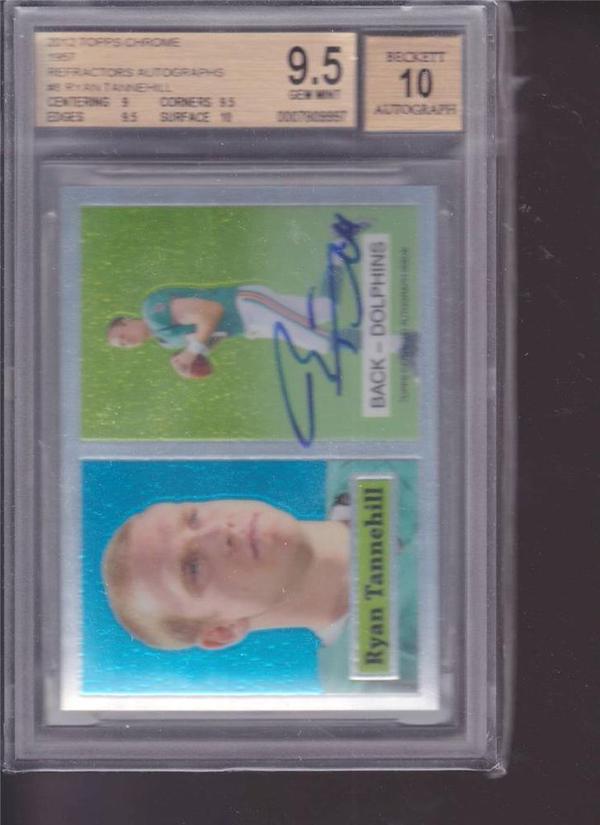 2012 TOPPS CHROME
1957
REFRACTORS AUTOGRAPHS
#8 RYAN TANNEHILL
CENTERING 9 CORNERS 9.5
EDGES 9.5 SURFACE 10
9.5
GEM MINT
BECKETT
10
AUTOGRAPH
BACK – DOLPHINS
Ryan Tannehill